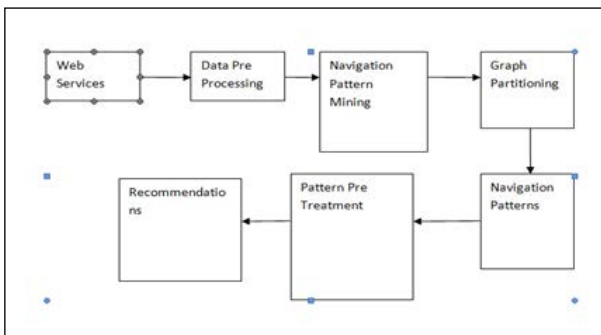 Web
Services
Data Pre
Processing
Navigation
Pattern
Mining
Graph
Partitioning
Navigation
Patterns
Pattern Pre
Treatment
Recommendatio
ns